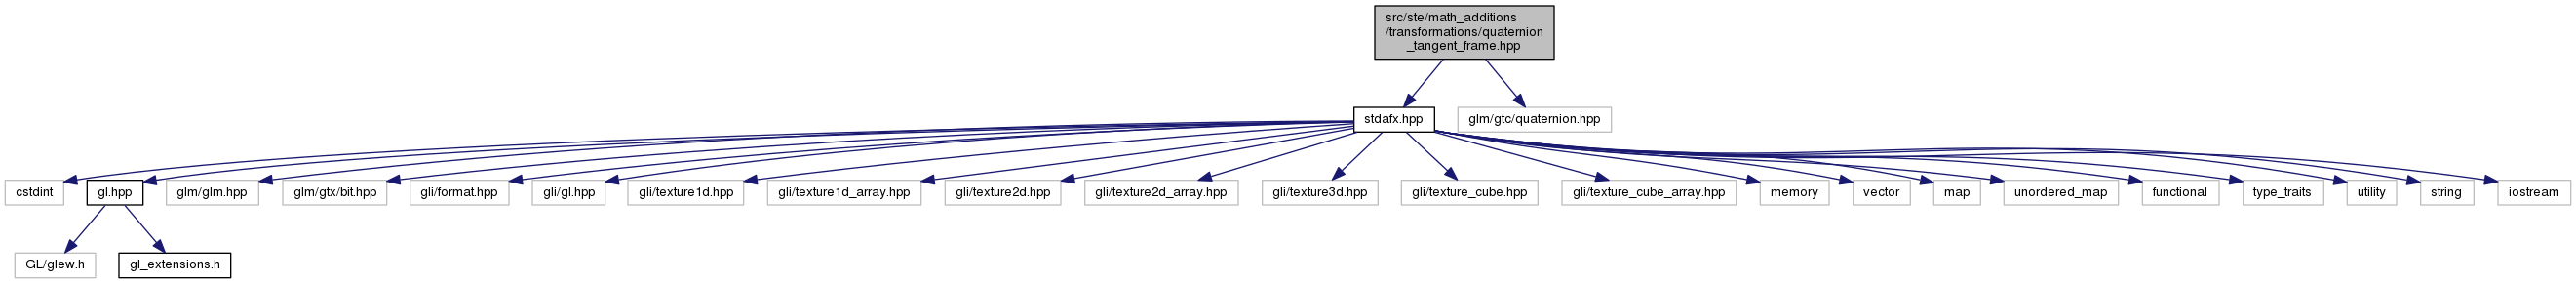 src/ste/math_additions
/transformations/quaternion
_tangent_frame.hpp
stdafx.hpp
glm/gtc/quaternion.hpp
cstdint
gl.hpp
glm/glm.hpp
glm/gtx/bit.hpp
gli/format.hpp
gli/gl.hpp
gli/texture1d.hpp
gli/texture1d_array.hpp
gli/texture2d.hpp
gli/texture2d_array.hpp
gli/texture3d.hpp
gli/texture_cube.hpp
gli/texture_cube_array.hpp
memory
vector
map
unordered_map
functional
type_traits
utility
string
iostream
GL/glew.h
gl_extensions.h